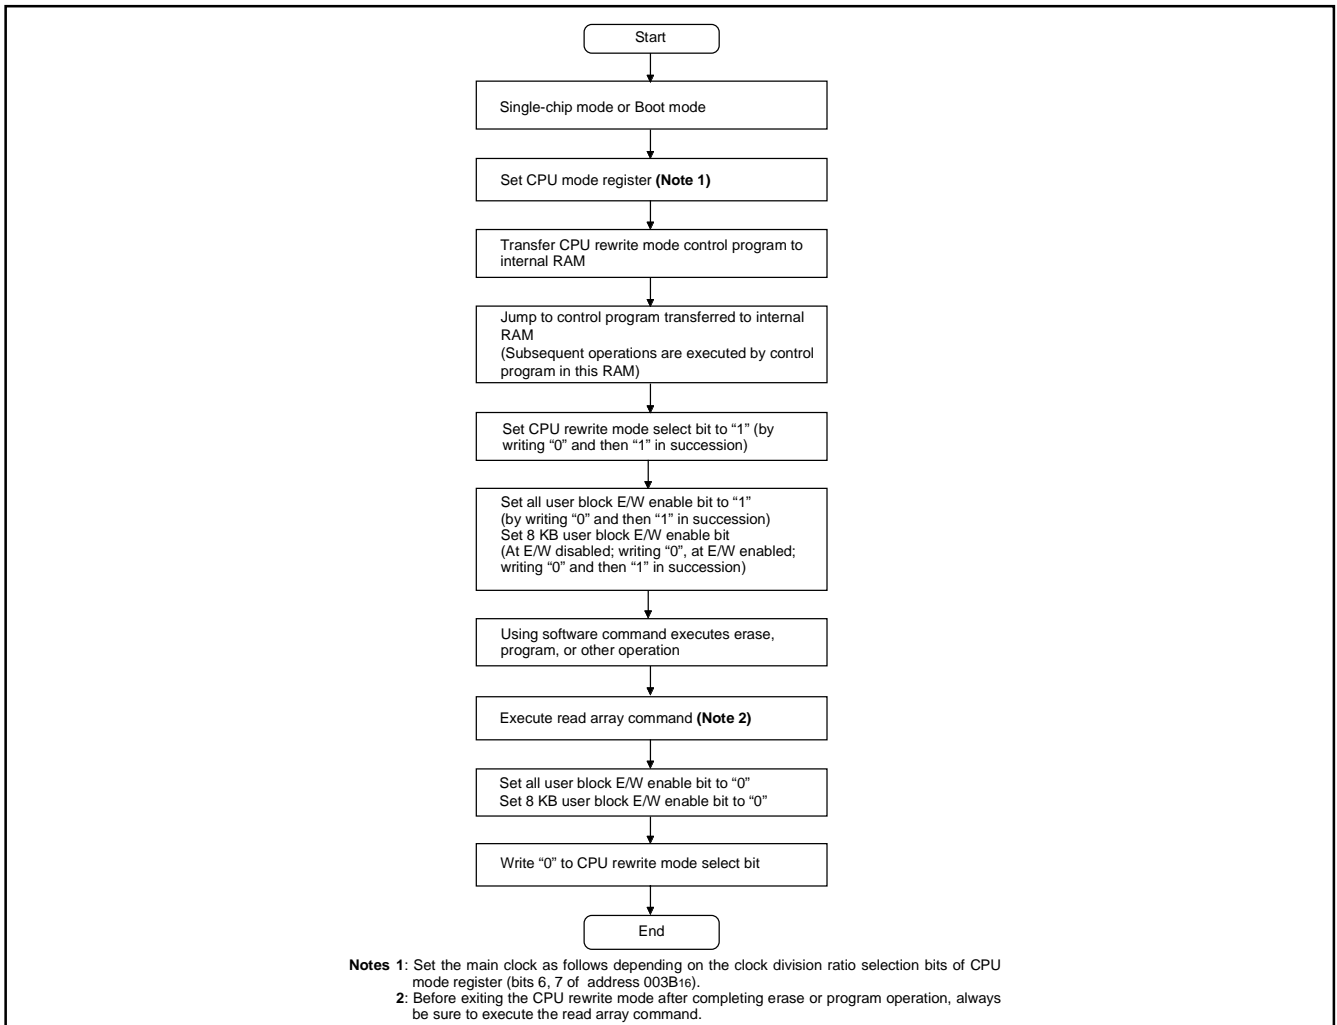 Start
Single-chip mode or Boot mode
Set CPU mode register (Note 1)
Transfer CPU rewrite mode control program to
internal RAM
Jump to control program transferred to internal
RAM
(Subsequent operations are executed by control
program in this RAM)
Set CPU rewrite mode select bit to “1” (by
writing “0” and then “1” in succession)
Set all user block E/W enable bit to “1”
(by writing “0” and then “1” in succession)
Set 8 KB user block E/W enable bit
(At E/W disabled; writing “0”, at E/W enabled;
writing “0” and then “1” in succession)
Using software command executes erase,
program, or other operation
Execute read array command (Note 2)
Set all user block E/W enable bit to “0”
Set 8 KB user block E/W enable bit to “0”
Write “0” to CPU rewrite mode select bit
End
Notes 1: Set the main clock as follows depending on the clock division ratio selection bits of CPU
mode register (bits 6, 7 of address 003B16).
2: Before exiting the CPU rewrite mode after completing erase or program operation, always
be sure to execute the read array command.